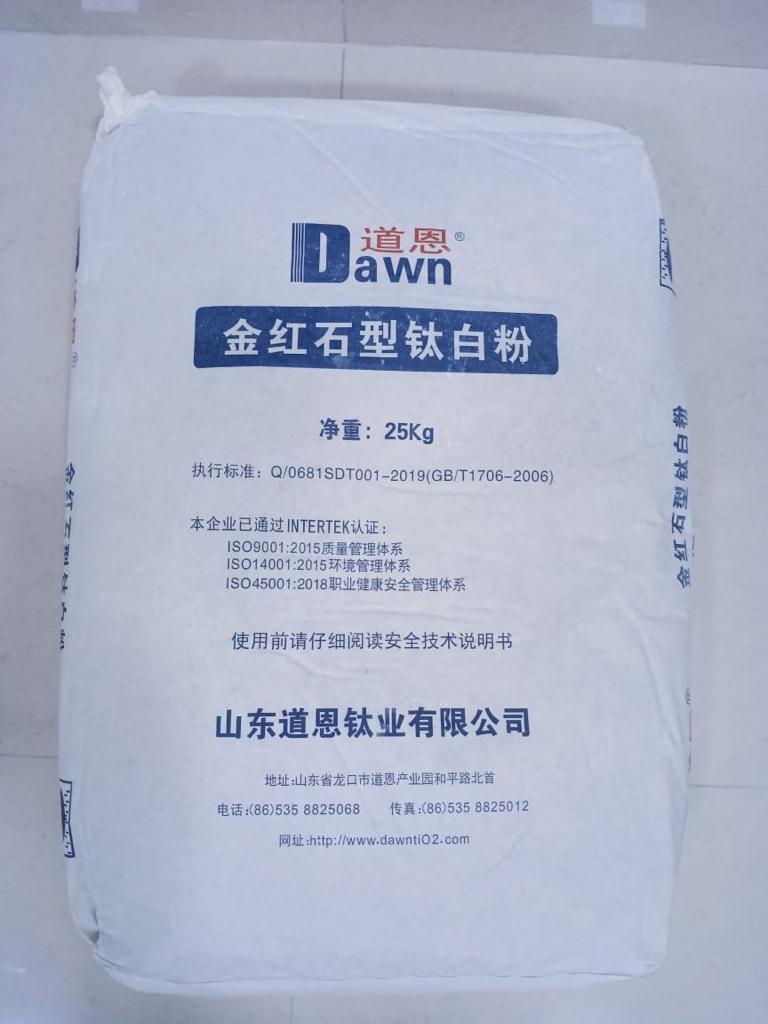 道恩®
Dawn
金红石型钛白粉
净重：25Kg
执行标准：Q/0681SDT001-2019(GB/T1706-2006)
本企业已通过INTERTEK认证：
ISO9001:2015质量管理体系
ISO14001:2015环境管理体系
ISO45001:2018职业健康安全管理体系
使用前请仔细阅读安全技术说明书
山东道恩钛业有限公司
地址:山东省龙口市道恩产业园和平路北首
电话:(86)535 8825068 传真:(86)535 8825012
网址:http://www.dawntiO2.com
金红石型钛白粉
金红石型钛白粉